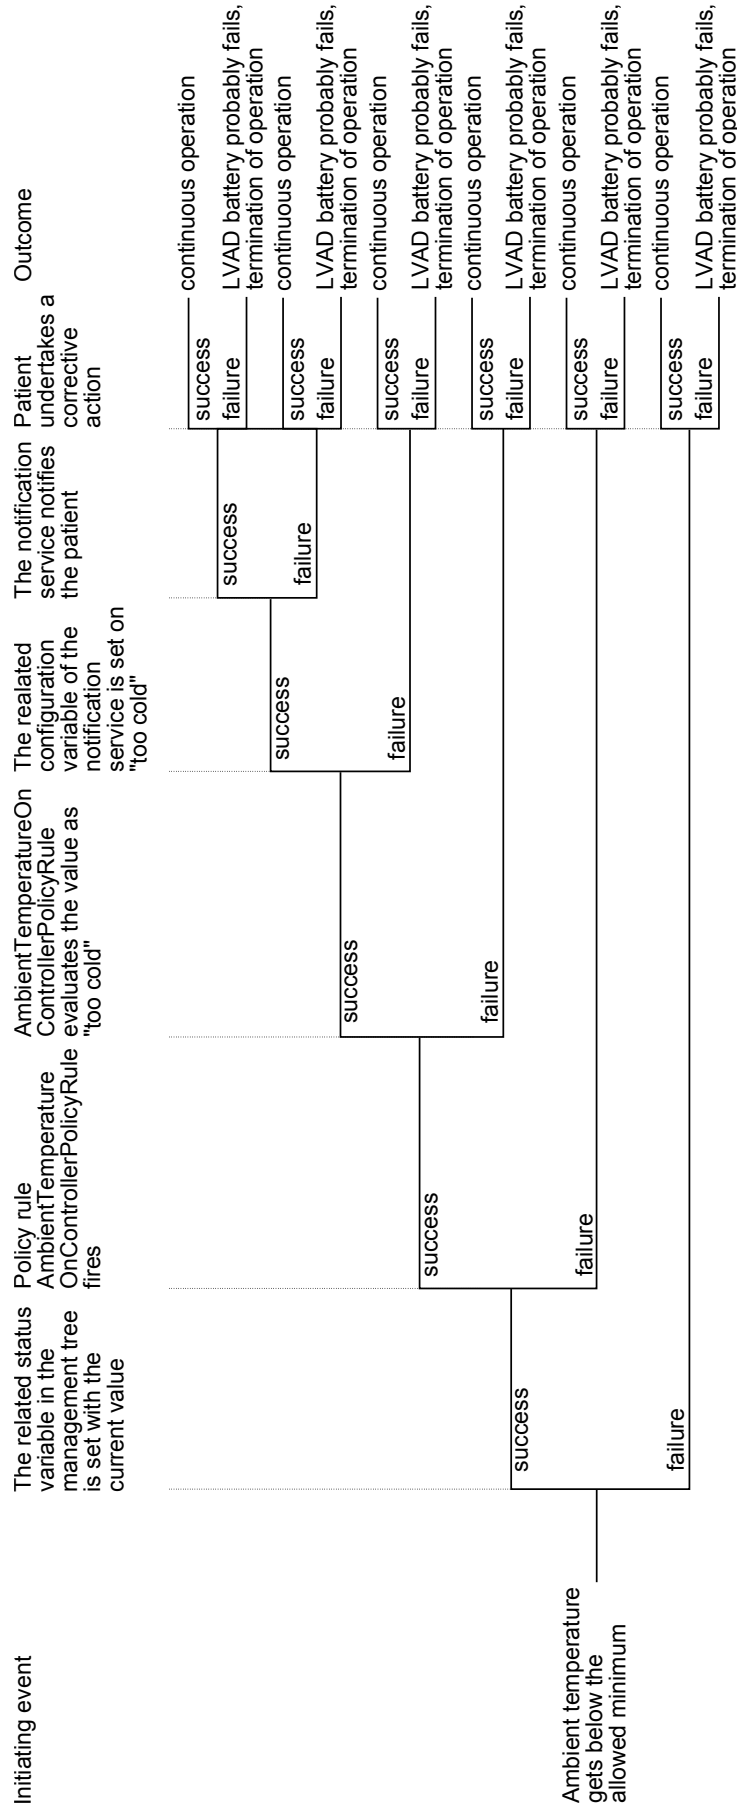 Initiating event
The related status
variable in the
management tree
is set with the
current value
Policy rule
AmbientTemperature
OnControllerPolicyRule
fires
AmbientTemperatureOn
ControllerPolicyRule
evaluates the value as
"too cold"
The realated
configuration
variable of the
notification
service is set on
"too cold"
The notification
service notifies
the patient
Patient
undertakes a
corrective
action
Outcome
Ambient temperature
gets below the
allowed minimum
success
failure
success
failure
success
failure
success
failure
success
failure
success
failure
success
failure
success
failure
success
failure
success
failure
success
failure
continuous operation
LVAD battery probably fails,
termination of operation
continuous operation
LVAD battery probably fails,
termination of operation
continuous operation
LVAD battery probably fails,
termination of operation
continuous operation
LVAD battery probably fails,
termination of operation
continuous operation
LVAD battery probably fails,
termination of operation
continuous operation
LVAD battery probably fails,
termination of operation